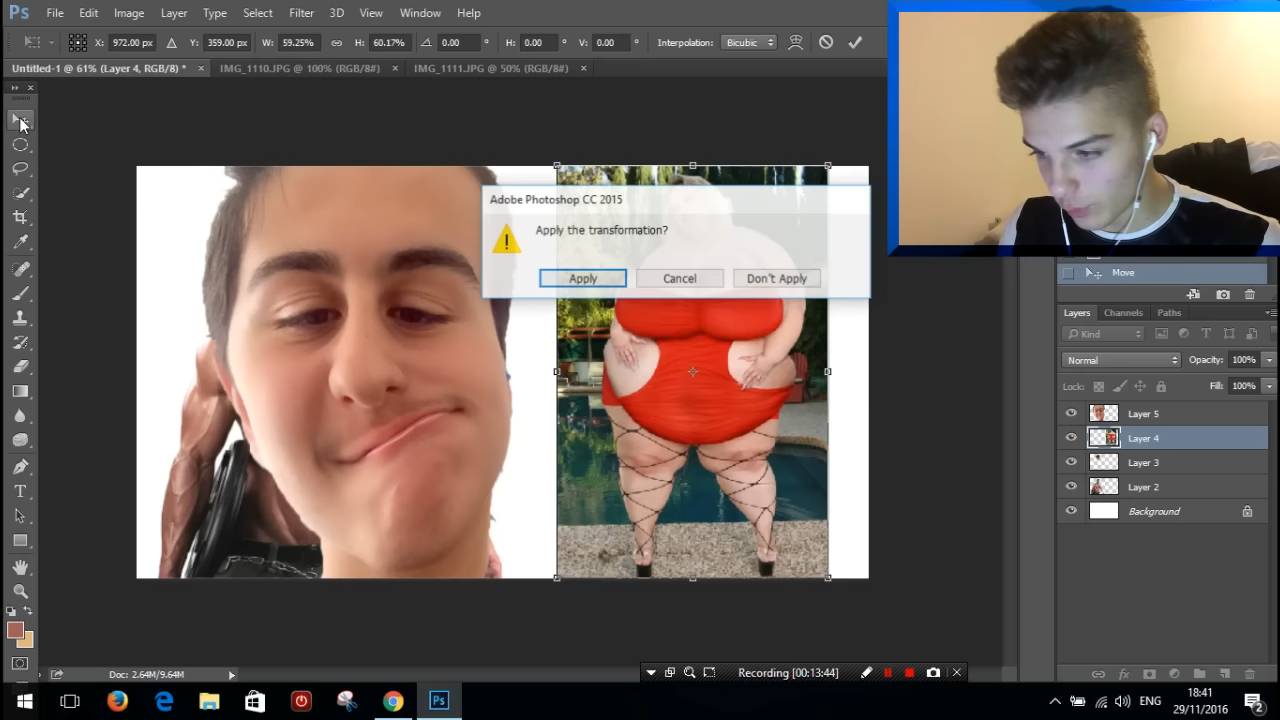 Ps File Edit Image Layer Type Select Filter 3D View Window Help
X: 972.00 px Y: 359.00 px W: 59.25% H: 60.17% 0.00 ° H: 0.00 ° V: 0.00 ° Interpolation: Bicubic
Untitled-1 @ 61% (Layer 4, RGB/8) * × IMG_1110.JPG @ 100% (RGB/8#) × IMG_1111.JPG @ 50% (RGB/8#) ×
Adobe Photoshop CC 2015
Apply the transformation?
Apply Cancel Don't Apply
Move
Layers Channels Paths
Kind
Normal Opacity: 100%
Lock: Fill: 100%
Layer 5
Layer 4
Layer 3
Layer 2
Background
T
Doc: 2.64M/9.64M
Recording [00:13:44]
Ps
ENG
18:41
29/11/2016
2